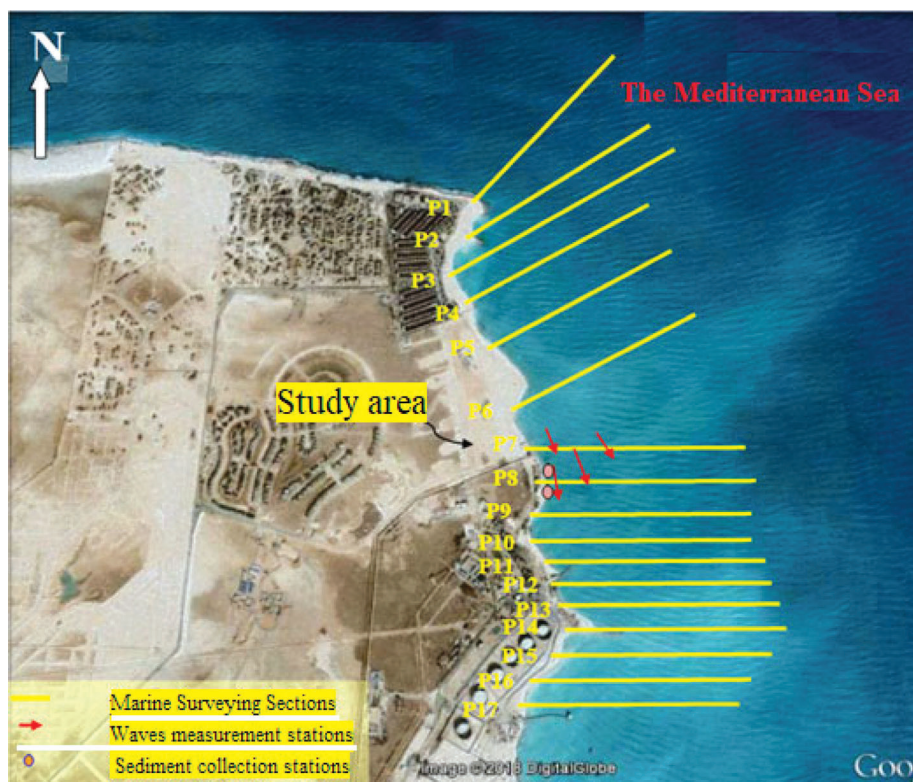 N
The Mediterranean Sea
P1
P2
P3
P4
P5
Study area
P6
P7
P8
P9
P10
P11
P12
P13
P14
P15
P16
P17
Marine Surveying Sections
Waves measurement stations
Sediment collection stations
Image © 2018 DigitalGlobe
Goo